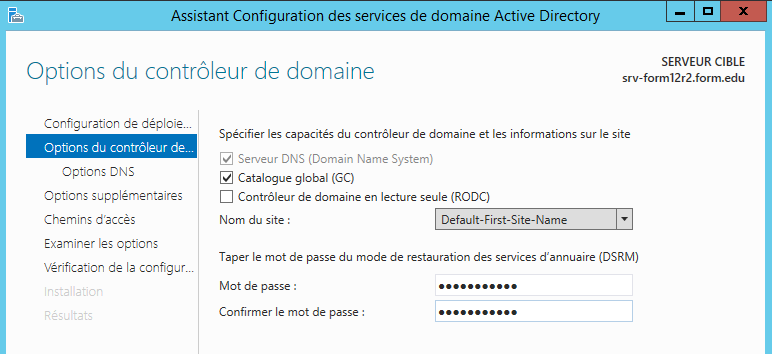 Assistant Configuration des services de domaine Active Directory
Options du contrôleur de domaine
SERVEUR CIBLE
srv-form12r2.form.edu
Configuration de déploie...
Options du contrôleur de...
Options DNS
Options supplémentaires
Chemins d'accès
Examiner les options
Vérification de la configur...
Installation
Résultats
Spécifier les capacités du contrôleur de domaine et les informations sur le site
Serveur DNS (Domain Name System)
Catalogue global (GC)
Contrôleur de domaine en lecture seule (RODC)
Nom du site :
Default-First-Site-Name
Taper le mot de passe du mode de restauration des services d'annuaire (DSRM)
Mot de passe :
●●●●●●●●●●●
Confirmer le mot de passe :
●●●●●●●●●●●